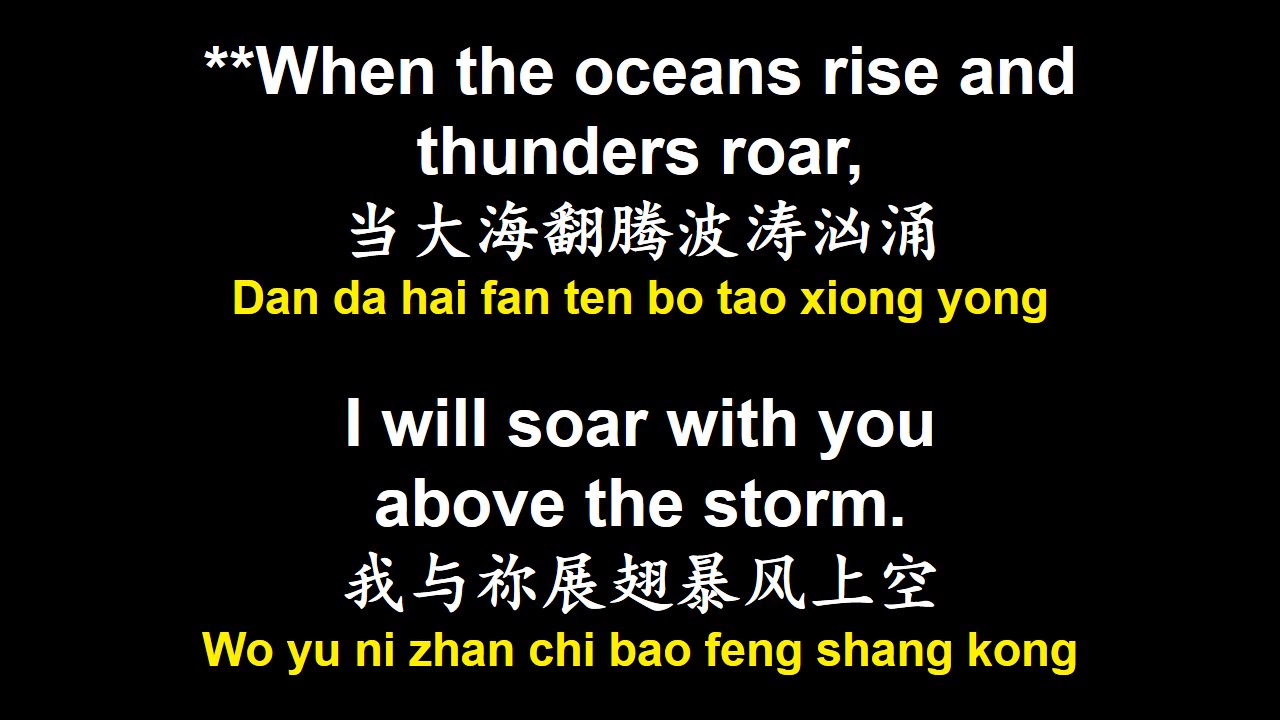 **When the oceans rise and
thunders roar,
当大海翻腾波涛汹涌
Dan da hai fan ten bo tao xiong yong
I will soar with you
above the storm.
我与祢展翅暴风上空
Wo yu ni zhan chi bao feng shang kong